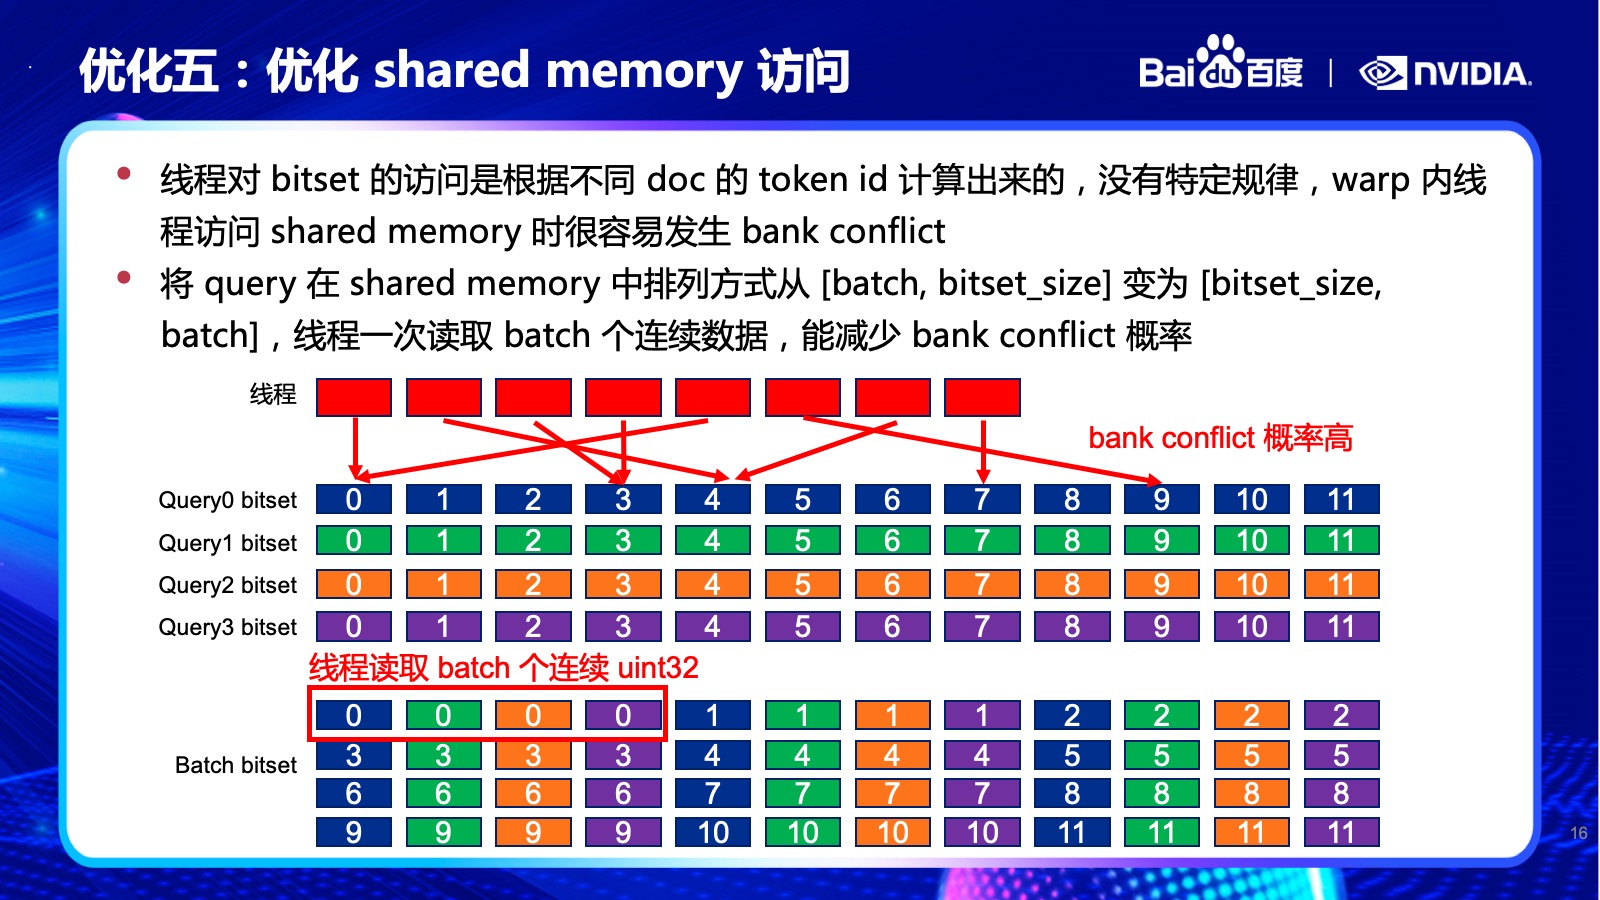 优化五：优化 shared memory 访问
Bai du 百度 | NVIDIA.
• 线程对 bitset 的访问是根据不同 doc 的 token id 计算出来的，没有特定规律，warp 内线
程访问 shared memory 时很容易发生 bank conflict
• 将 query 在 shared memory 中排列方式从 [batch, bitset_size] 变为 [bitset_size,
batch]，线程一次读取 batch 个连续数据，能减少 bank conflict 概率
线程
bank conflict 概率高
Query0 bitset 0 1 2 3 4 5 6 7 8 9 10 11
Query1 bitset 0 1 2 3 4 5 6 7 8 9 10 11
Query2 bitset 0 1 2 3 4 5 6 7 8 9 10 11
Query3 bitset 0 1 2 3 4 5 6 7 8 9 10 11
线程读取 batch 个连续 uint32
0 0 0 0 1 1 1 1 2 2 2 2
3 3 3 3 4 4 4 4 5 5 5 5
Batch bitset
6 6 6 6 7 7 7 7 8 8 8 8
9 9 9 9 10 10 10 10 11 11 11 11
16